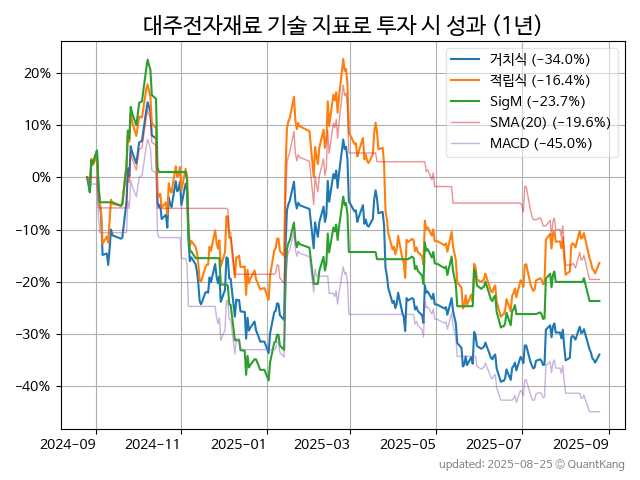 대주전자재료 기술 지표로 투자 시 성과 (1년)
거치식 (−34.0%)
적립식 (−16.4%)
SigM (−23.7%)
SMA(20) (−19.6%)
MACD (−45.0%)
20%
10%
0%
−10%
−20%
−30%
−40%
2024-09 2024-11 2025-01 2025-03 2025-05 2025-07 2025-09
updated: 2025-08-25 © QuantKang